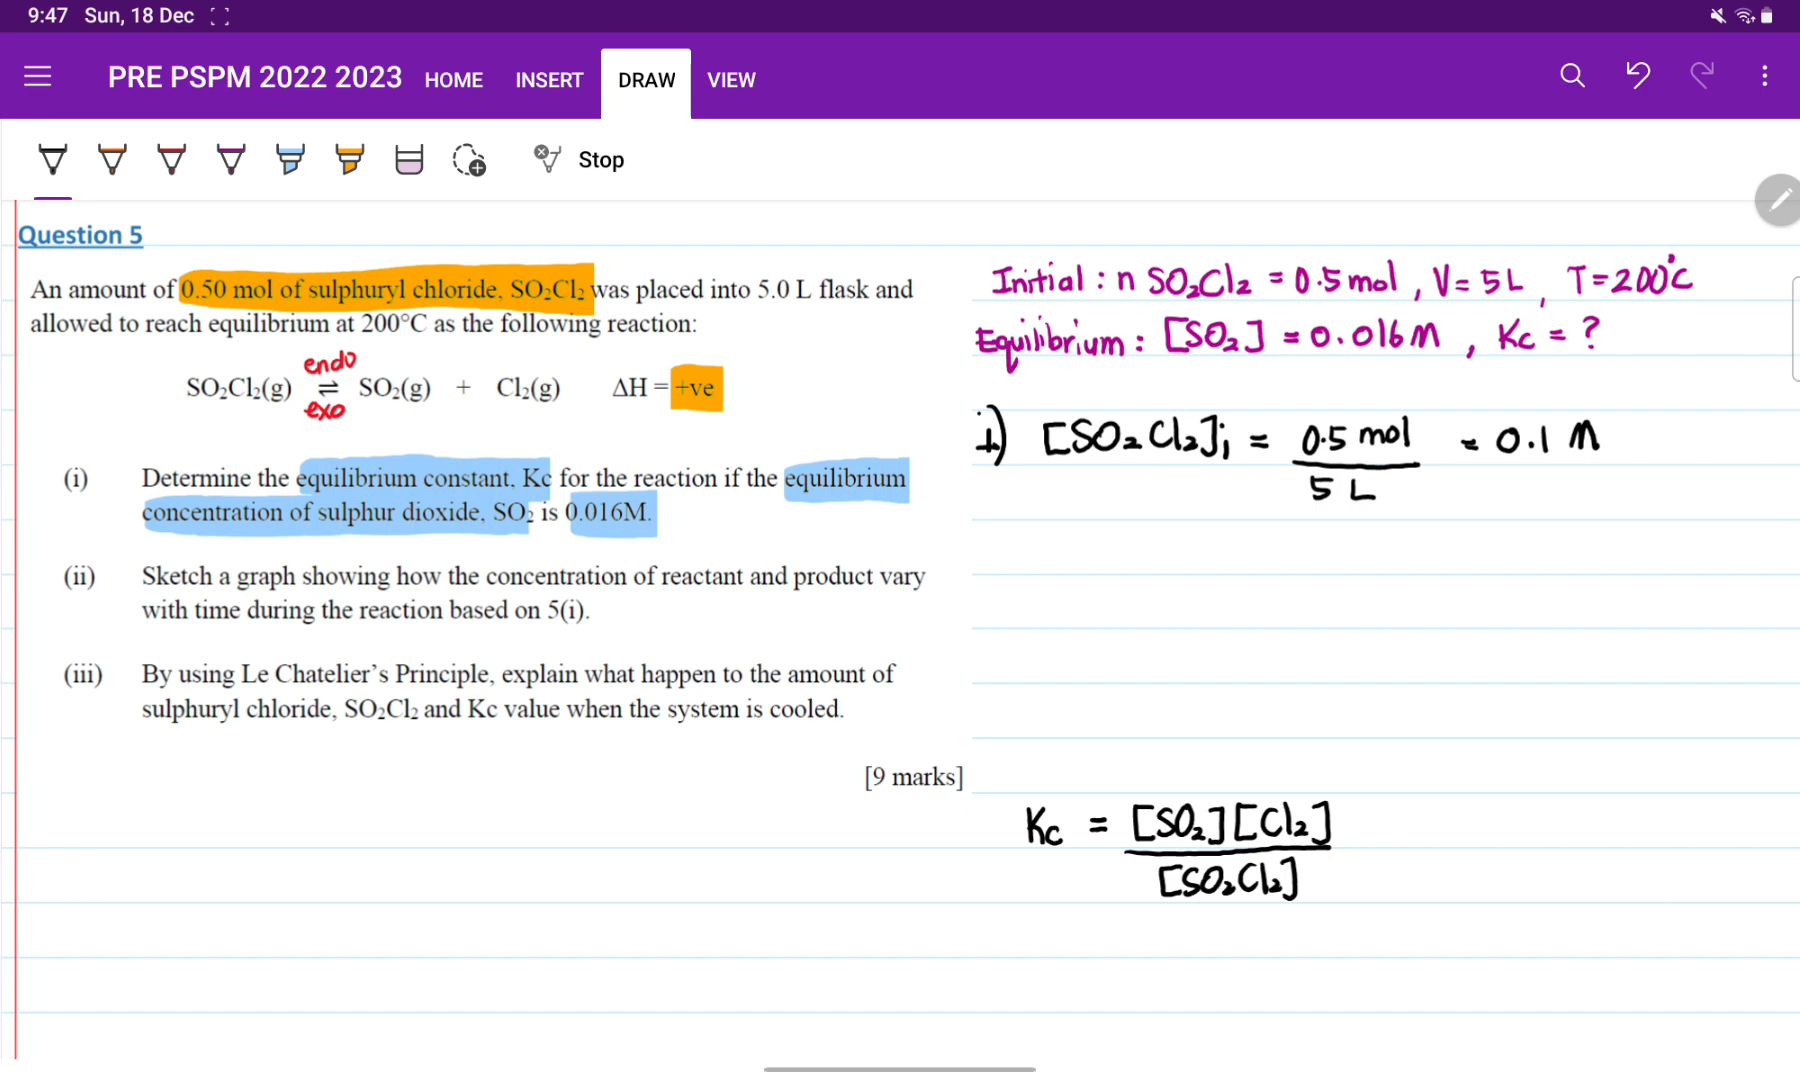 9:47 Sun, 18 Dec
PRE PSPM 2022 2023 HOME INSERT DRAW VIEW
Stop
Question 5
An amount of 0.50 mol of sulphuryl chloride, SO₂Cl₂ was placed into 5.0 L flask and
allowed to reach equilibrium at 200°C as the following reaction:
endo
SO₂Cl₂(g) ⇌ SO₂(g) + Cl₂(g) ΔH = +ve
exo
(i) Determine the equilibrium constant, Kc for the reaction if the equilibrium
concentration of sulphur dioxide, SO₂ is 0.016M.
(ii) Sketch a graph showing how the concentration of reactant and product vary
with time during the reaction based on 5(i).
(iii) By using Le Chatelier's Principle, explain what happen to the amount of
sulphuryl chloride, SO₂Cl₂ and Kc value when the system is cooled.
[9 marks]
Initial : n SO₂Cl₂ = 0.5 mol , V = 5 L , T = 200°C
Equilibrium : [SO₂] = 0.016 M , Kc = ?
i) [SO₂Cl₂]i = 0.5 mol = 0.1 M
5 L
Kc = [SO₂][Cl₂]
[SO₂Cl₂]